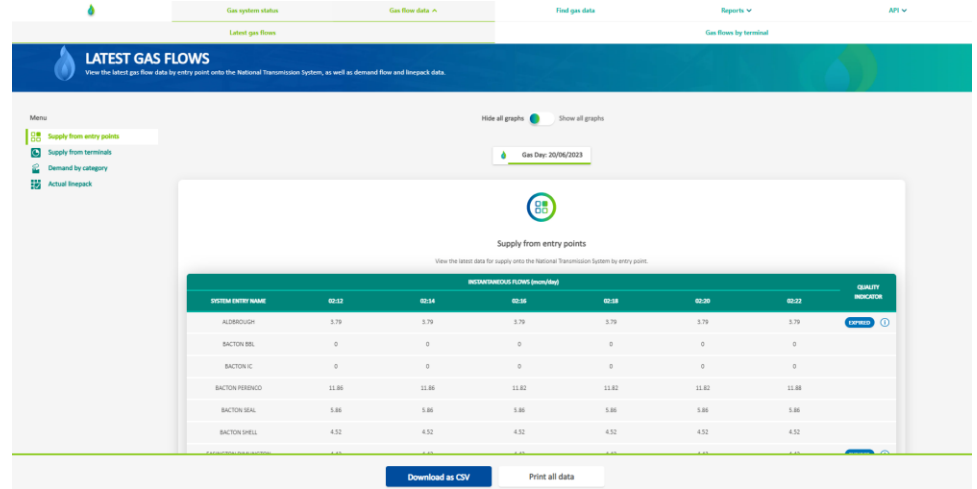 Gas system status Gas flow data Find gas data Reports API
Latest gas flows Gas flows by terminal
LATEST GAS FLOWS
View the latest gas flow data by entry point onto the National Transmission System, as well as demand flow and linepack data.
Menu
Supply from entry points
Supply from terminals
Demand by category
Actual linepack
Hide all graphs Show all graphs
Gas Day: 20/06/2023
Supply from entry points
View the latest data for supply onto the National Transmission System by entry point.
INSTANTANEOUS FLOWS (mcm/day) QUALITY INDICATOR
SYSTEM ENTRY NAME 02:12 02:14 02:16 02:18 02:20 02:22
ALDBROUGH 3.79 3.79 3.79 3.79 3.79 3.79 EXPIRED
BACTON BBL 0 0 0 0 0 0
BACTON IC 0 0 0 0 0 0
BACTON PERENCO 11.86 11.86 11.82 11.82 11.82 11.88
BACTON SEAL 5.86 5.86 5.86 5.86 5.86 5.86
BACTON SHELL 4.52 4.52 4.52 4.52 4.52 4.52
Download as CSV Print all data